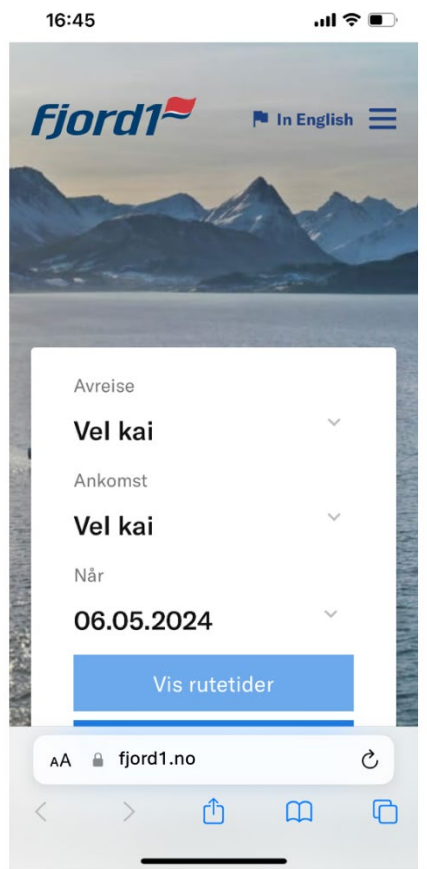 16:45
Fjord1
In English
Avreise
Vel kai
Ankomst
Vel kai
Når
06.05.2024
Vis rutetider
AA fjord1.no